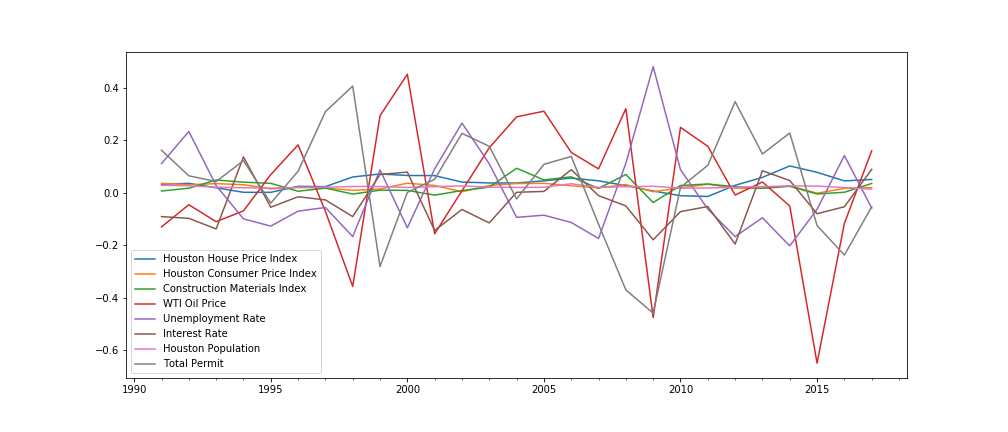 0.4
0.2
0.0
−0.2
−0.4
−0.6
Houston House Price Index
Houston Consumer Price Index
Construction Materials Index
WTI Oil Price
Unemployment Rate
Interest Rate
Houston Population
Total Permit
1990 1995 2000 2005 2010 2015